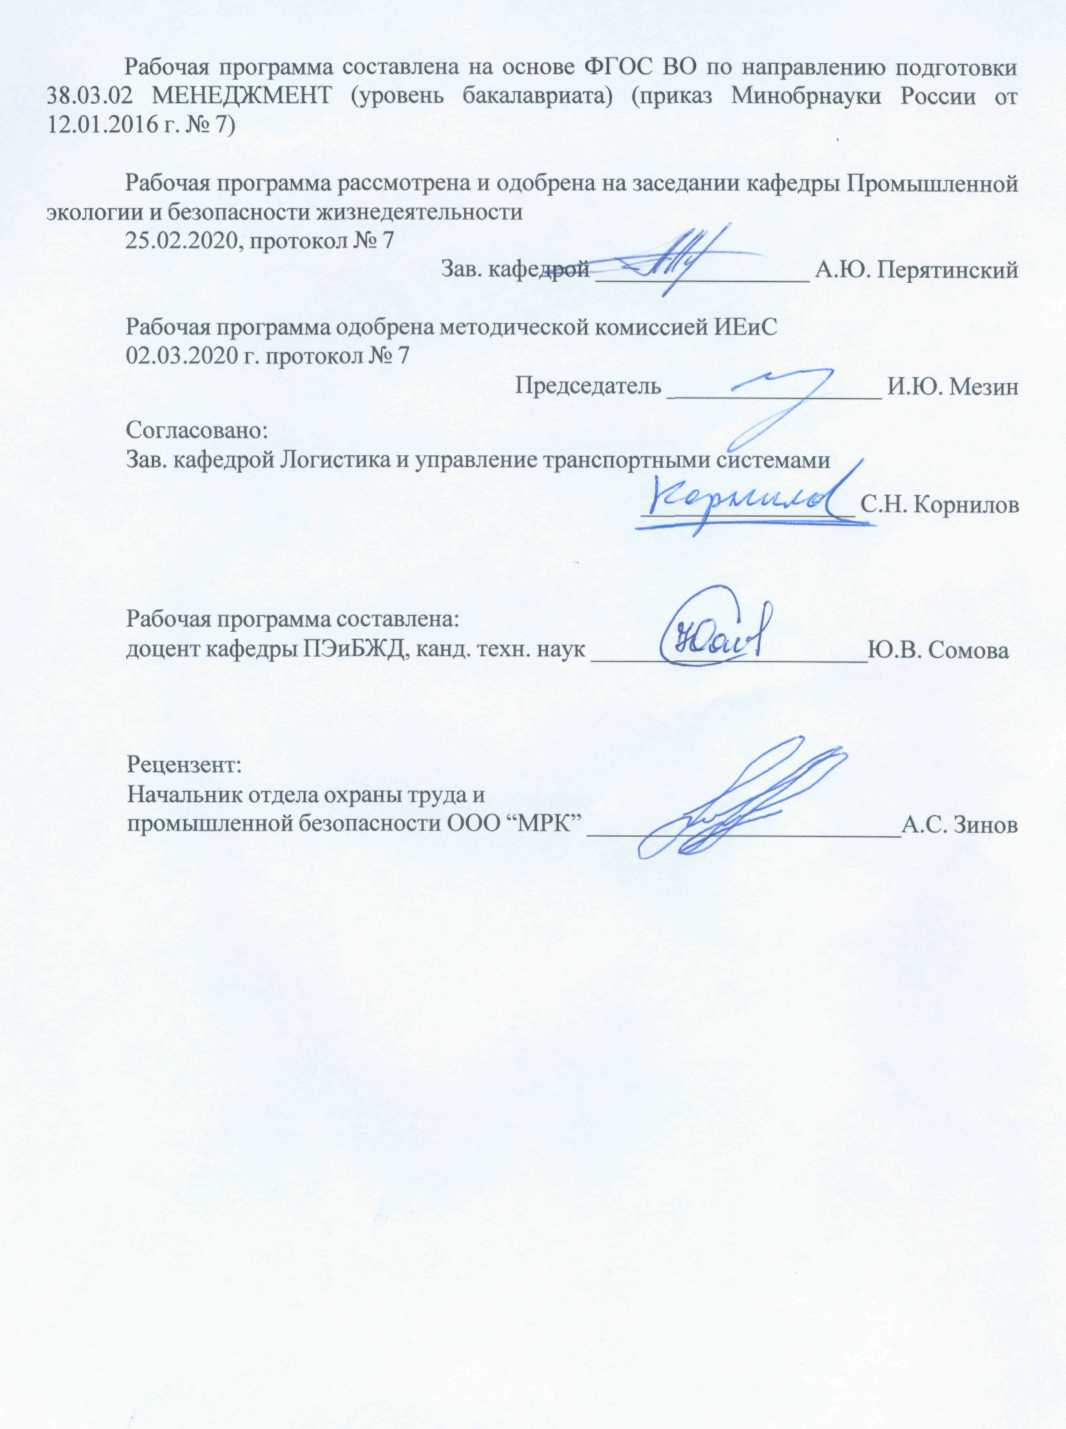 Рабочая программа составлена на основе ФГОС ВО по направлению подготовки
38.03.02 МЕНЕДЖМЕНТ (уровень бакалавриата) (приказ Минобрнауки России от
12.01.2016 г. № 7)
Рабочая программа рассмотрена и одобрена на заседании кафедры Промышленной
экологии и безопасности жизнедеятельности
25.02.2020, протокол № 7
Зав. кафедрой ________________ А.Ю. Перятинский
Рабочая программа одобрена методической комиссией ИЕиС
02.03.2020 г. протокол № 7
Председатель ________________ И.Ю. Мезин
Согласовано:
Зав. кафедрой Логистика и управление транспортными системами
Корнилов С.Н. Корнилов
Рабочая программа составлена:
доцент кафедры ПЭиБЖД, канд. техн. наук ____________________Ю.В. Сомова
Рецензент:
Начальник отдела охраны труда и
промышленной безопасности ООО “МРК” _______________________А.С. Зинов